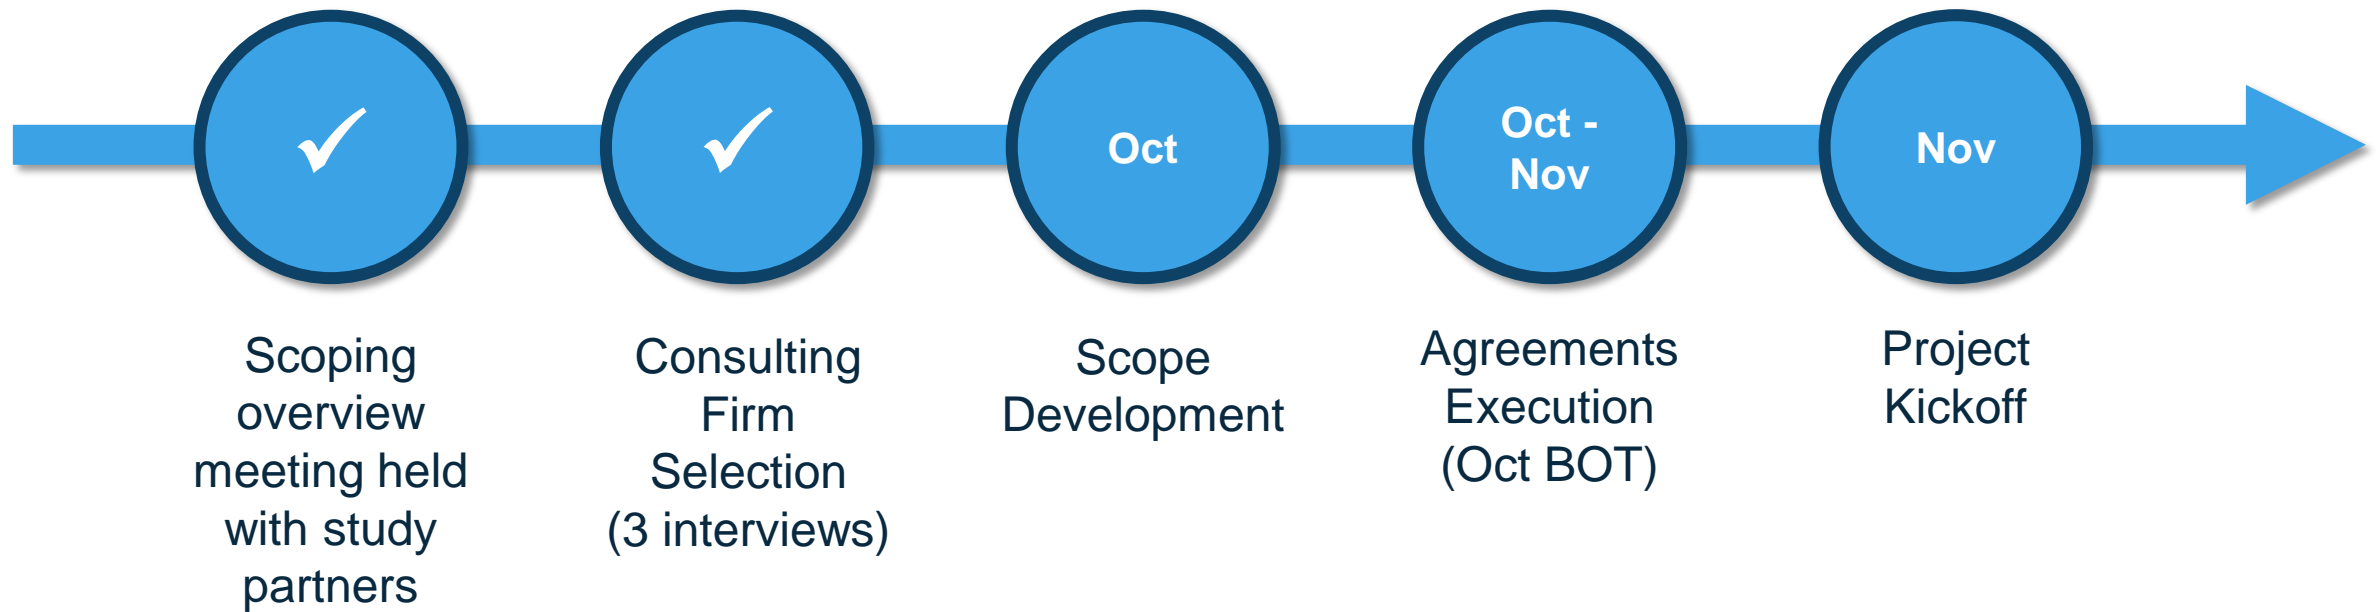 ✓
✓
Oct
Oct -
Nov
Nov
Scoping
overview
meeting held
with study
partners
Consulting
Firm
Selection
(3 interviews)
Scope
Development
Agreements
Execution
(Oct BOT)
Project
Kickoff